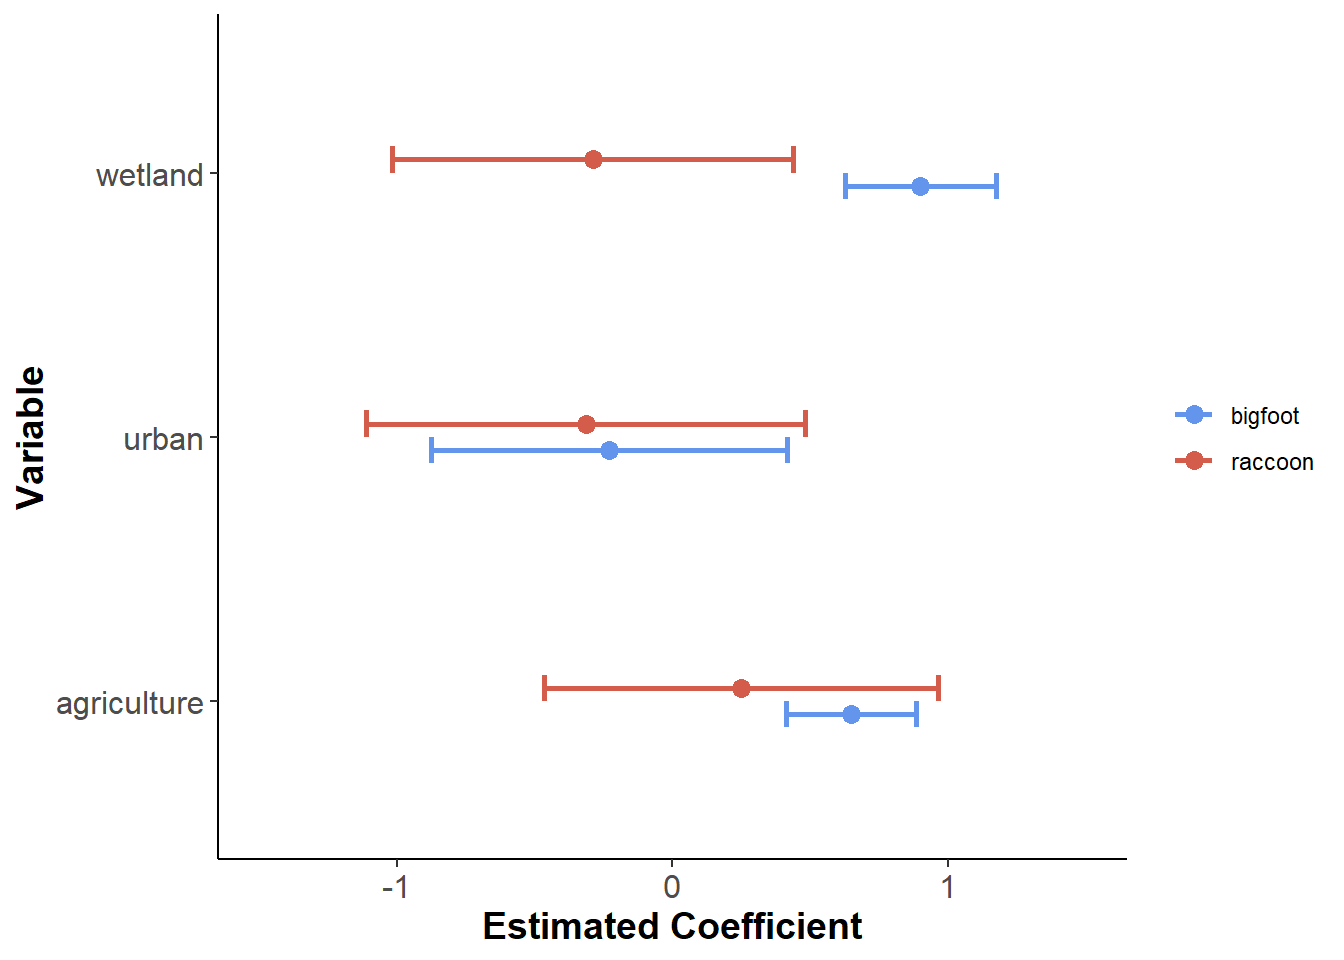 wetland
urban
agriculture
Variable
-1
0
1
Estimated Coefficient
bigfoot
raccoon